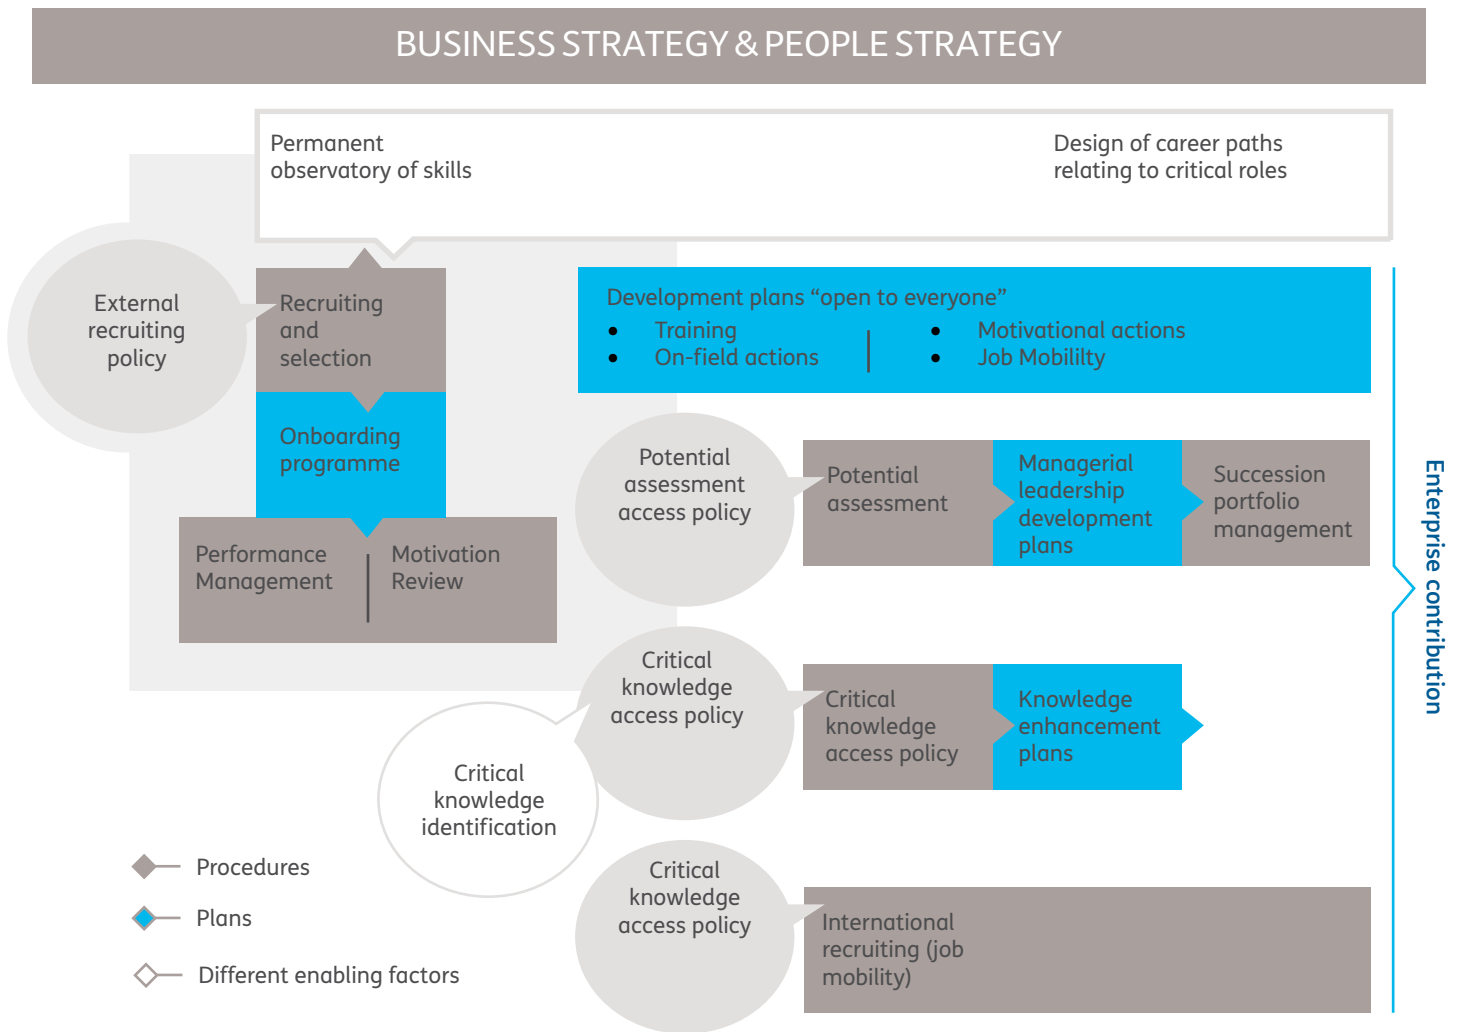 BUSINESS STRATEGY & PEOPLE STRATEGY
Permanent
observatory of skills
Design of career paths
relating to critical roles
External
recruiting
policy
Recruiting
and
selection
Development plans “open to everyone”
• Training
• On-field actions
• Motivational actions
• Job Mobililty
Onboarding
programme
Potential
assessment
access policy
Potential
assessment
Managerial
leadership
development
plans
Succession
portfolio
management
Performance
Management
Motivation
Review
Enterprise contribution
Critical
knowledge
access policy
Critical
knowledge
access policy
Knowledge
enhancement
plans
Critical
knowledge
identification
Critical
knowledge
access policy
International
recruiting (job
mobility)
Procedures
Plans
Different enabling factors